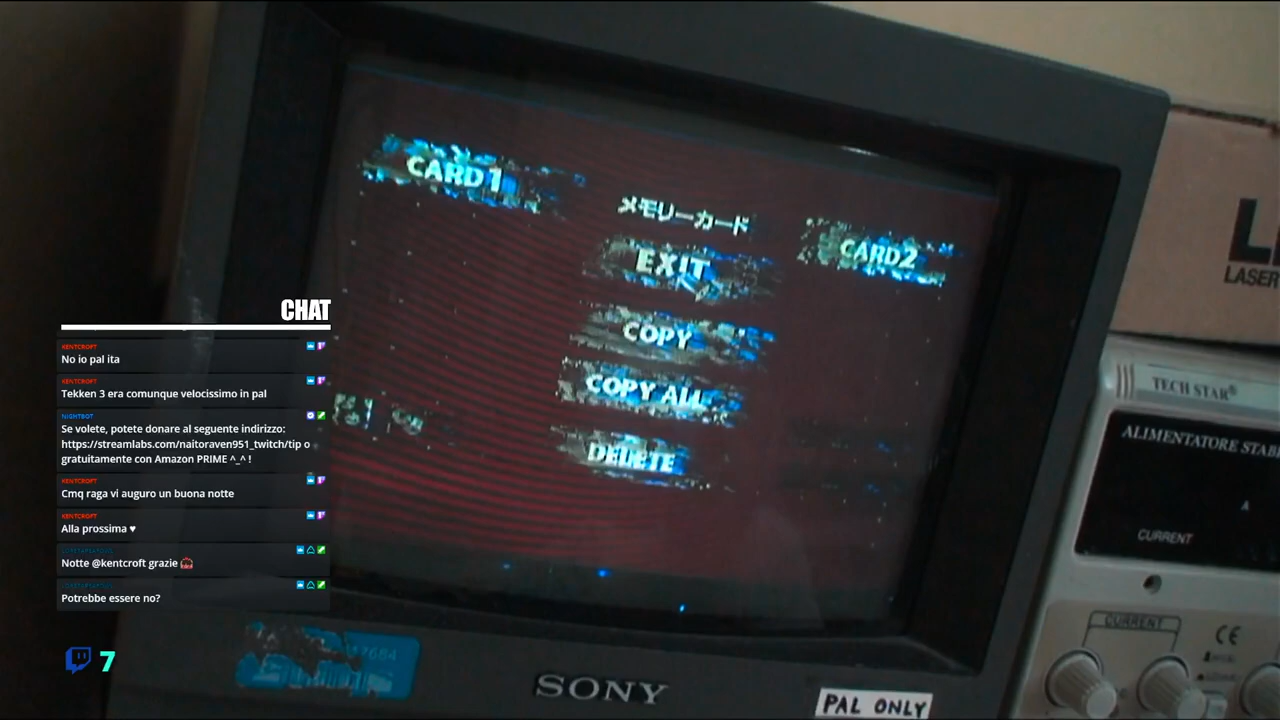 CARD1
メモリーカード
CARD2
EXIT
COPY
COPY ALL
DELETE
CHAT
KENTCROFT
No io pal ita
KENTCROFT
Tekken 3 era comunque velocissimo in pal
NIGHTBOT
Se volete, potete donare al seguente indirizzo:
https://streamlabs.com/naitoraven951_twitch/tip o
gratuitamente con Amazon PRIME ^_^ !
KENTCROFT
Cmq raga vi auguro un buona notte
KENTCROFT
Alla prossima ♥
Notte @kentcroft grazie
Potrebbe essere no?
7
7684
SONY
PAL ONLY
LASER
TECH STAR®
ALIMENTATORE STAB
CURRENT
CURRENT
CE